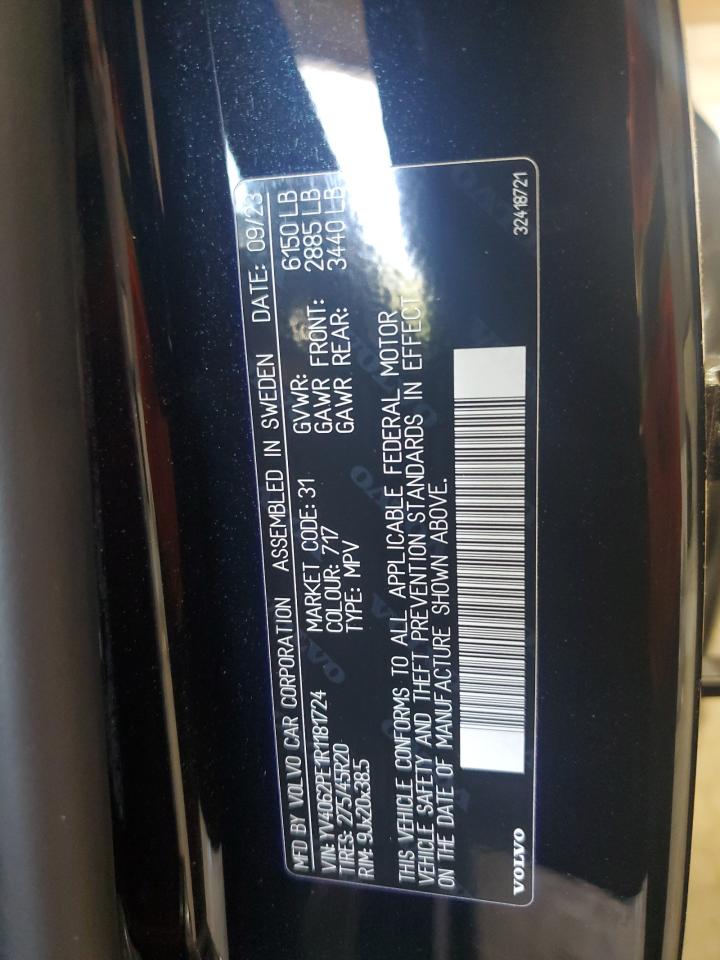 MFD BY VOLVO CAR CORPORATION ASSEMBLED IN SWEDEN DATE: 09/23
VIN: YV4062PE1R1181724 MARKET CODE: 31 GVWR: 6150 LB
TIRES: 275/45R20 COLOUR: 717 GAWR FRONT: 2885 LB
RIM: 9Jx20x38.5 TYPE: MPV GAWR REAR: 3440 LB
THIS VEHICLE CONFORMS TO ALL APPLICABLE FEDERAL MOTOR
VEHICLE SAFETY AND THEFT PREVENTION STANDARDS IN EFFECT
ON THE DATE OF MANUFACTURE SHOWN ABOVE.
VOLVO 32418721